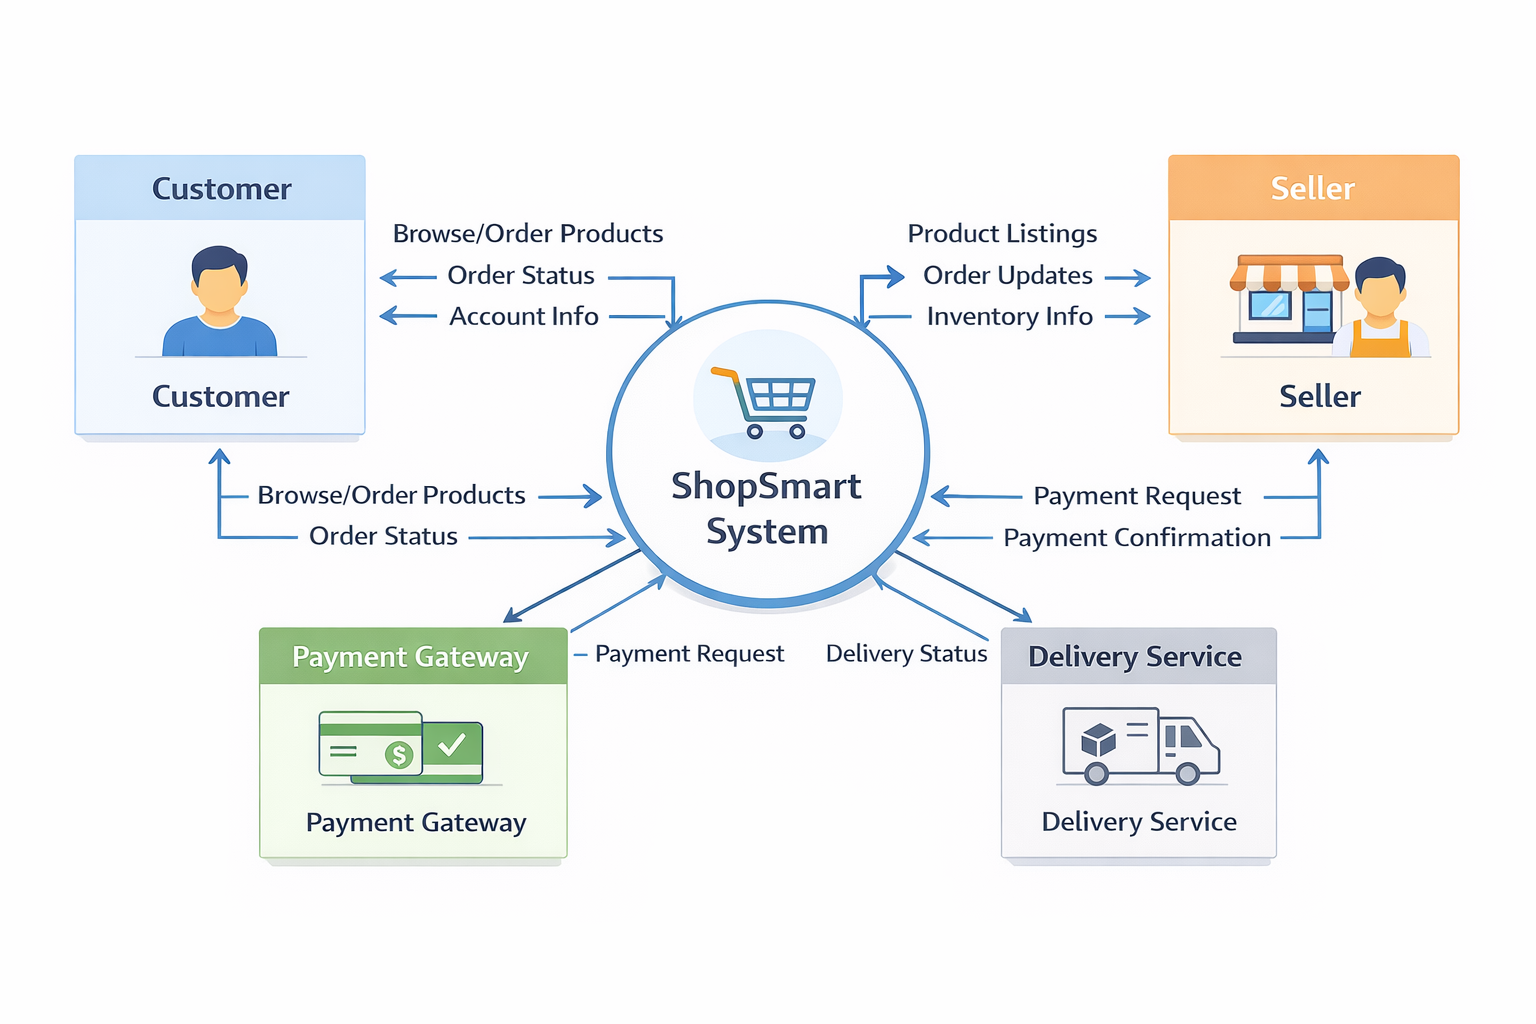 Customer
Customer
Browse/Order Products
Order Status
Account Info
Product Listings
Order Updates
Inventory Info
Seller
Seller
ShopSmart
System
Browse/Order Products
Order Status
Payment Request
Payment Confirmation
Payment Gateway
Payment Request
Delivery Status
Delivery Service
$
Payment Gateway
Delivery Service